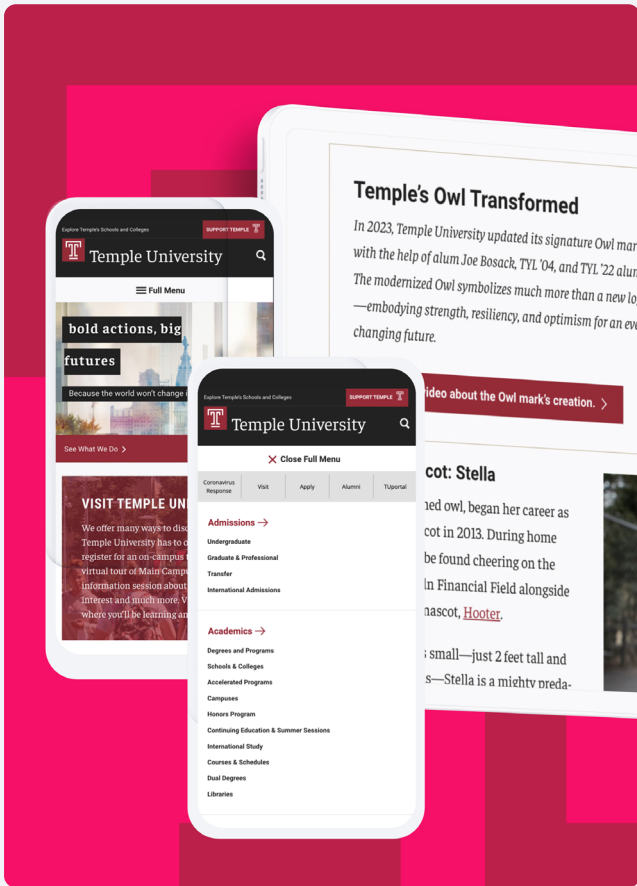 Temple's Owl Transformed
In 2023, Temple University updated its signature Owl mar
with the help of alum Joe Bosack, TYL '04, and TYL '22 alum
The modernized Owl symbolizes much more than a new lo
—embodying strength, resiliency, and optimism for an eve
changing future.
ideo about the Owl mark's creation.
cot: Stella
ned owl, began her career as
cot in 2013. During home
be found cheering on the
ln Financial Field alongside
mascot, Hooter.
small—just 2 feet tall and
s—Stella is a mighty preda-
Explore Temple's Schools and Colleges
SUPPORT TEMPLE
T
Temple University
Full Menu
bold actions, big
futures
Because the world won't change i
See What We Do
VISIT TEMPLE UN
We offer many ways to disc
Temple University has to o
register for an on-campus t
virtual tour of Main Campu
information session about
interest and much more. V
where you'll be learning an
Explore Temple's Schools and Colleges
SUPPORT TEMPLE
T
Temple University
Close Full Menu
Coronavirus Response Visit Apply Alumni TUportal
Admissions
Undergraduate
Graduate & Professional
Transfer
International Admissions
Academics
Degrees and Programs
Schools & Colleges
Accelerated Programs
Campuses
Honors Program
Continuing Education & Summer Sessions
International Study
Courses & Schedules
Dual Degrees
Libraries